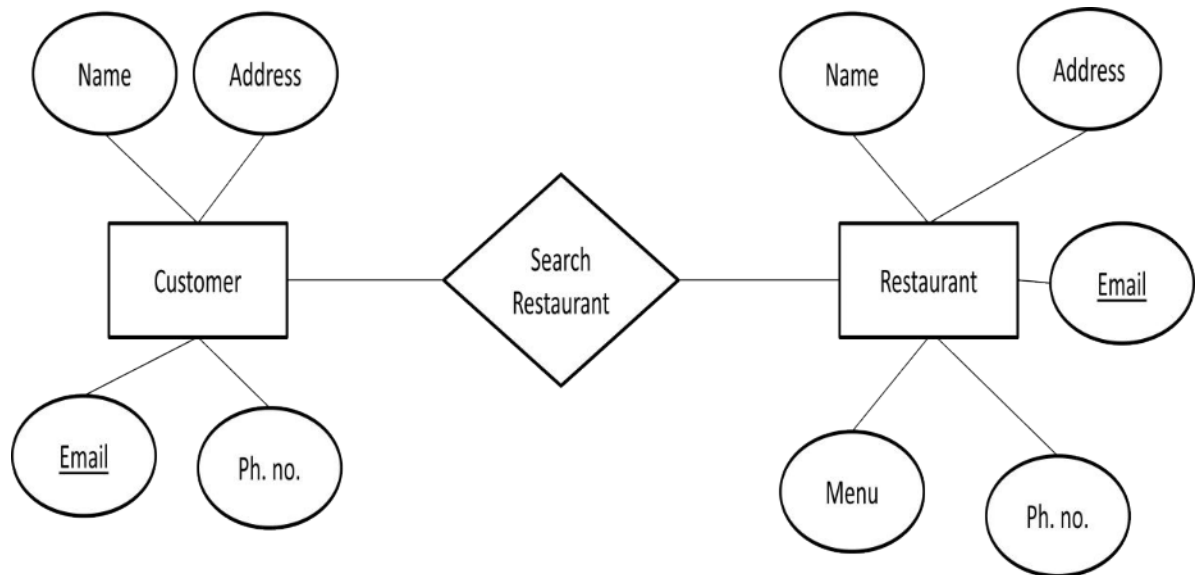 Name
Address
Name
Address
Customer
Search
Restaurant
Restaurant
Email
Email
Ph. no.
Menu
Ph. no.